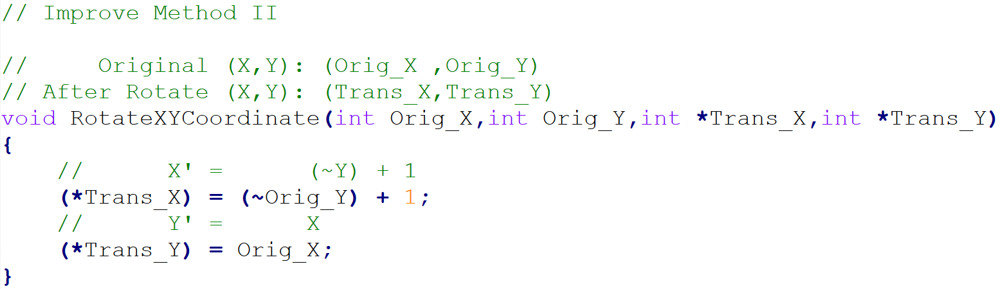 // Improve Method II
//      Original (X,Y): (Orig_X ,Orig_Y)
// After Rotate (X,Y): (Trans_X,Trans_Y)
void RotateXYCoordinate(int Orig_X,int Orig_Y,int *Trans_X,int *Trans_Y)
{
    //      X' =      (~Y) + 1
    (*Trans_X) = (~Orig_Y) + 1;
    //      Y' =      X
    (*Trans_Y) = Orig_X;
}